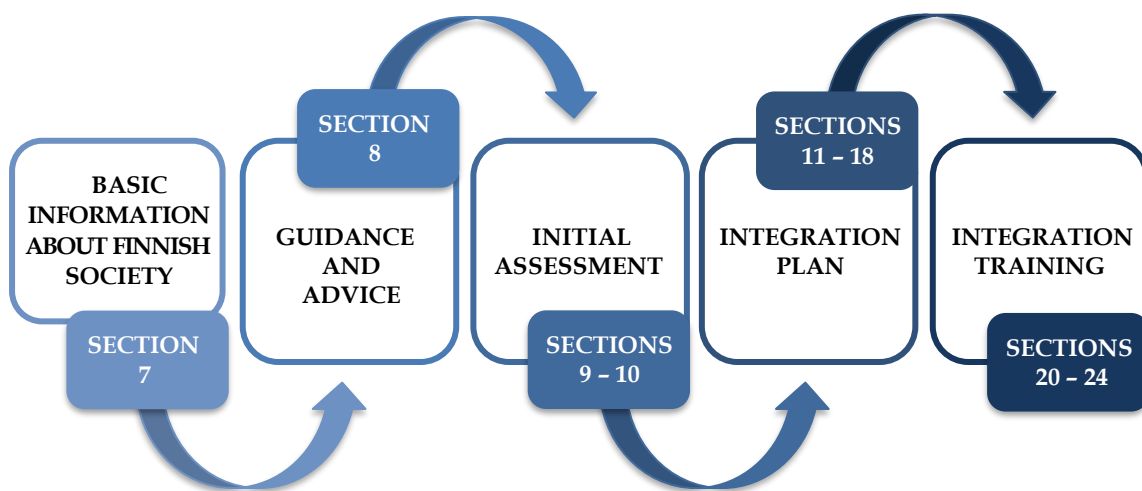 BASIC
INFORMATION
ABOUT FINNISH
SOCIETY
SECTION
7
SECTION
8
GUIDANCE
AND
ADVICE
INITIAL
ASSESSMENT
SECTIONS
9 – 10
SECTIONS
11 – 18
INTEGRATION
PLAN
INTEGRATION
TRAINING
SECTIONS
20 – 24